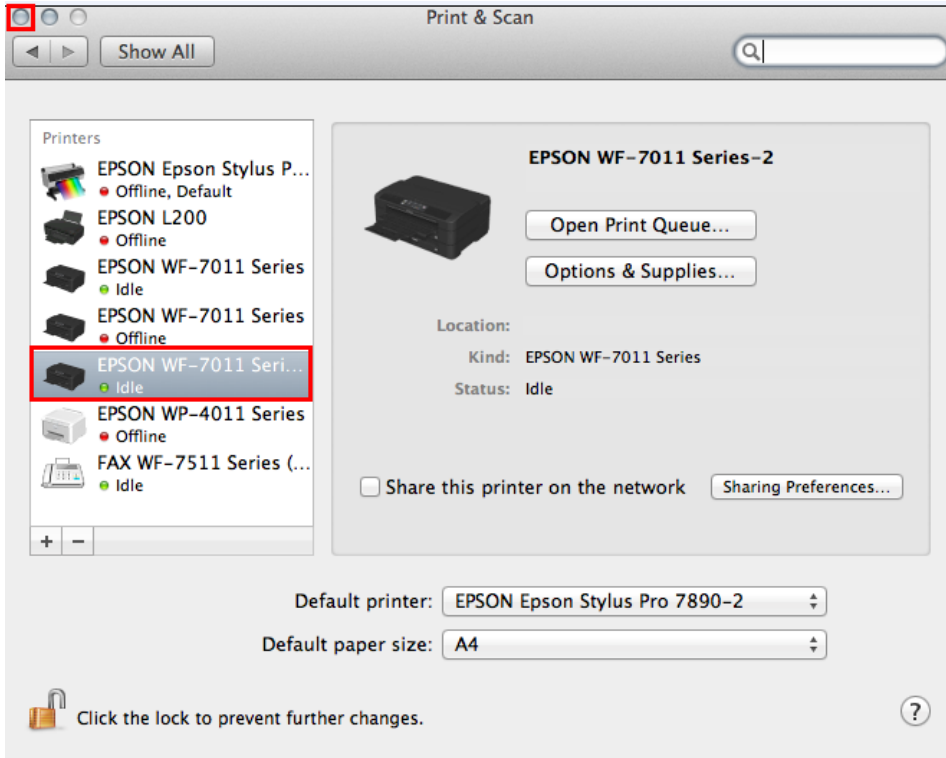 Print & Scan
Show All
Printers
EPSON Epson Stylus P...
Offline, Default
EPSON L200
Offline
EPSON WF-7011 Series
Idle
EPSON WF-7011 Series
Offline
EPSON WF-7011 Seri...
Idle
EPSON WP-4011 Series
Offline
FAX WF-7511 Series (...
Idle
+ −
EPSON WF-7011 Series-2
Open Print Queue...
Options & Supplies...
Location:
Kind: EPSON WF-7011 Series
Status: Idle
Share this printer on the network Sharing Preferences...
Default printer: EPSON Epson Stylus Pro 7890-2
Default paper size: A4
Click the lock to prevent further changes.
?